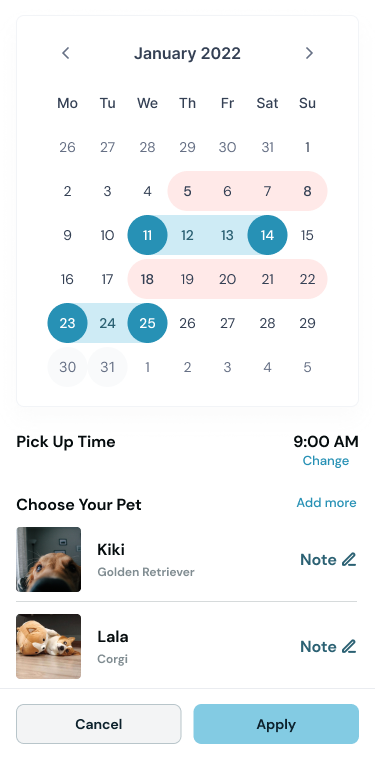 January 2022
Mo Tu We Th Fr Sat Su
26 27 28 29 30 31 1
2 3 4 5 6 7 8
9 10 11 12 13 14 15
16 17 18 19 20 21 22
23 24 25 26 27 28 29
30 31 1 2 3 4 5
Pick Up Time 9:00 AM
Change
Choose Your Pet Add more
Kiki
Golden Retriever
Note
Lala
Corgi
Note
Cancel Apply